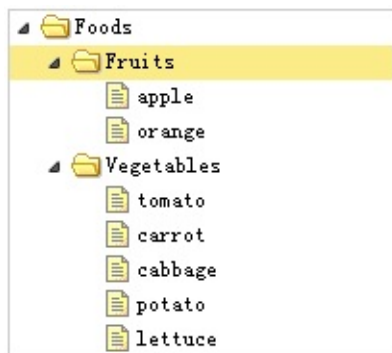 Foods
Fruits
apple
orange
Vegetables
tomato
carrot
cabbage
potato
lettuce